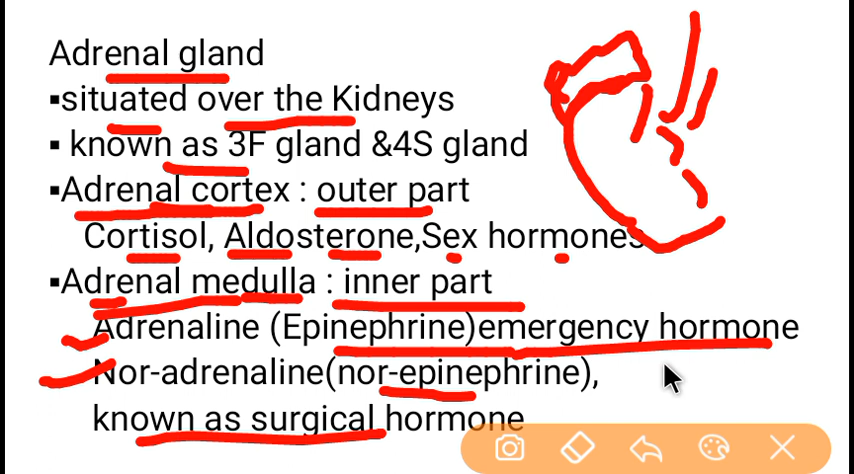 Adrenal gland
▪situated over the Kidneys
▪ known as 3F gland &4S gland
▪Adrenal cortex : outer part
Cortisol, Aldosterone,Sex hormones
▪Adrenal medulla : inner part
Adrenaline (Epinephrine)emergency hormone
Nor-adrenaline(nor-epinephrine),
known as surgical hormone